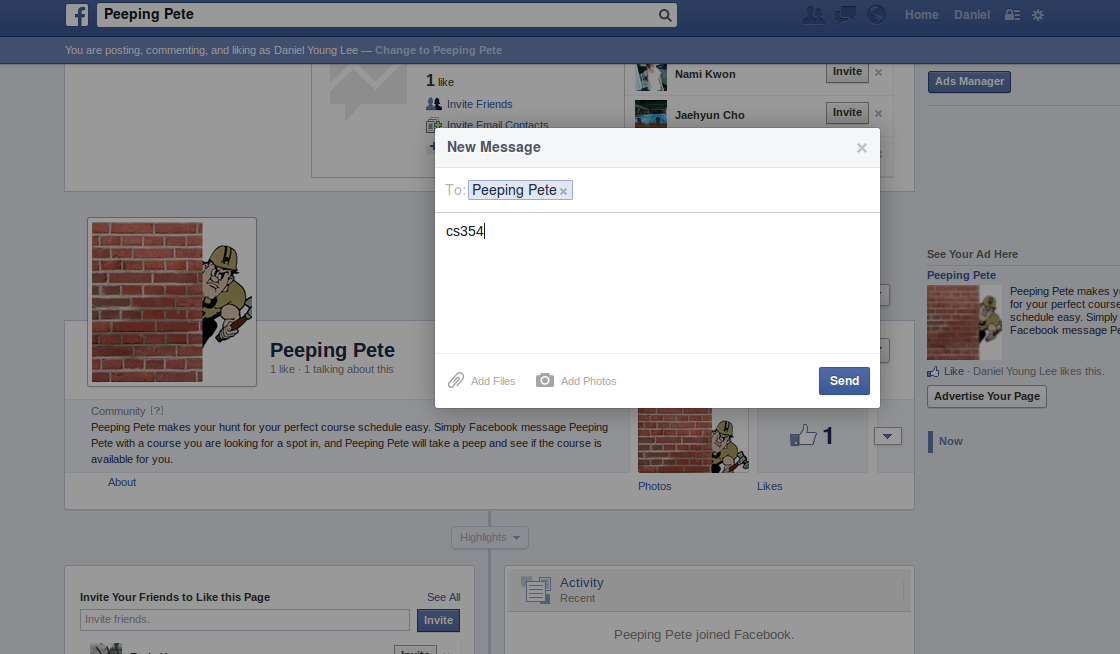 Peeping Pete
Home Daniel
You are posting, commenting, and liking as Daniel Young Lee — Change to Peeping Pete
1 like
Invite Friends
Invite Email Contacts
Nami Kwon Invite ×
Jaehyun Cho Invite ×
Ads Manager
New Message ×
To: Peeping Pete ×
cs354
Add Files Add Photos Send
Peeping Pete
1 like · 1 talking about this
Community [?]
Peeping Pete makes your hunt for your perfect course schedule easy. Simply Facebook message Peeping
Pete with a course you are looking for a spot in, and Peeping Pete will take a peep and see if the course is
available for you.
About
1
Photos Likes
See Your Ad Here
Peeping Pete
Peeping Pete makes yo
for your perfect course
schedule easy. Simply
Facebook message Pe
Like · Daniel Young Lee likes this.
Advertise Your Page
Now
Highlights
Invite Your Friends to Like this Page See All
Invite friends. Invite
Invite
Activity
Recent
Peeping Pete joined Facebook.